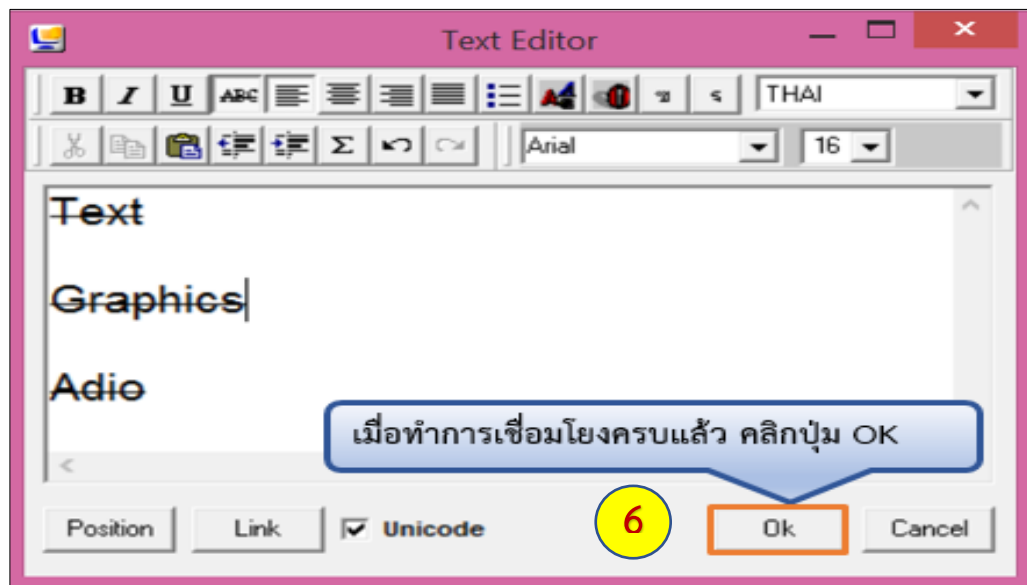 Text Editor
B I U ABC THAI
Σ Arial 16
Text
Graphics
Adio
เมื่อทำการเชื่อมโยงครบแล้ว คลิกปุ่ม OK
Position Link Unicode 6 Ok Cancel